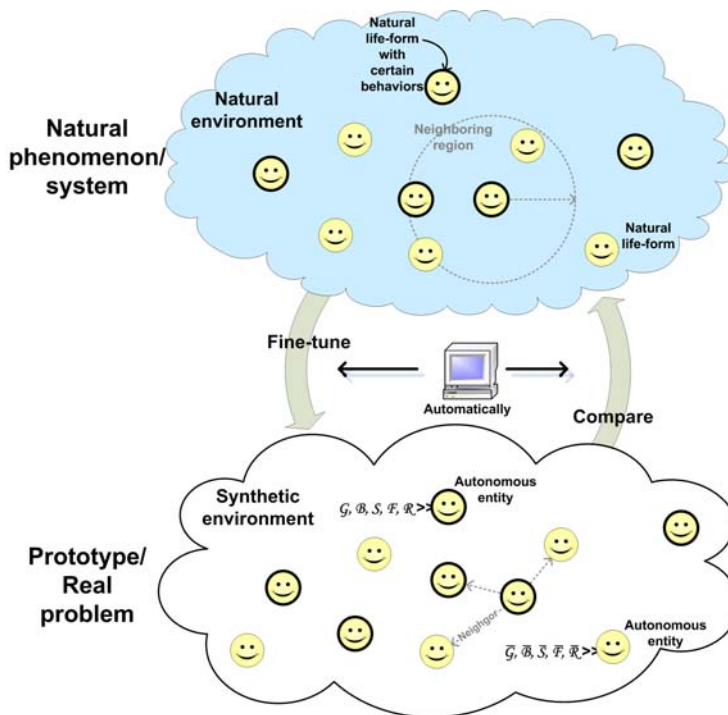 Natural
life-form
with
certain
behaviors
Natural
environment
Neighboring
region
Natural
phenomenon/
system
Natural
life-form
Fine-tune
Automatically
Compare
Synthetic
environment
Autonomous
entity
G, B, S, F, R >>
Prototype/
Real
problem
Neighgor
Autonomous
entity
G̅, B̅, S̅, F̅, R̅ >>